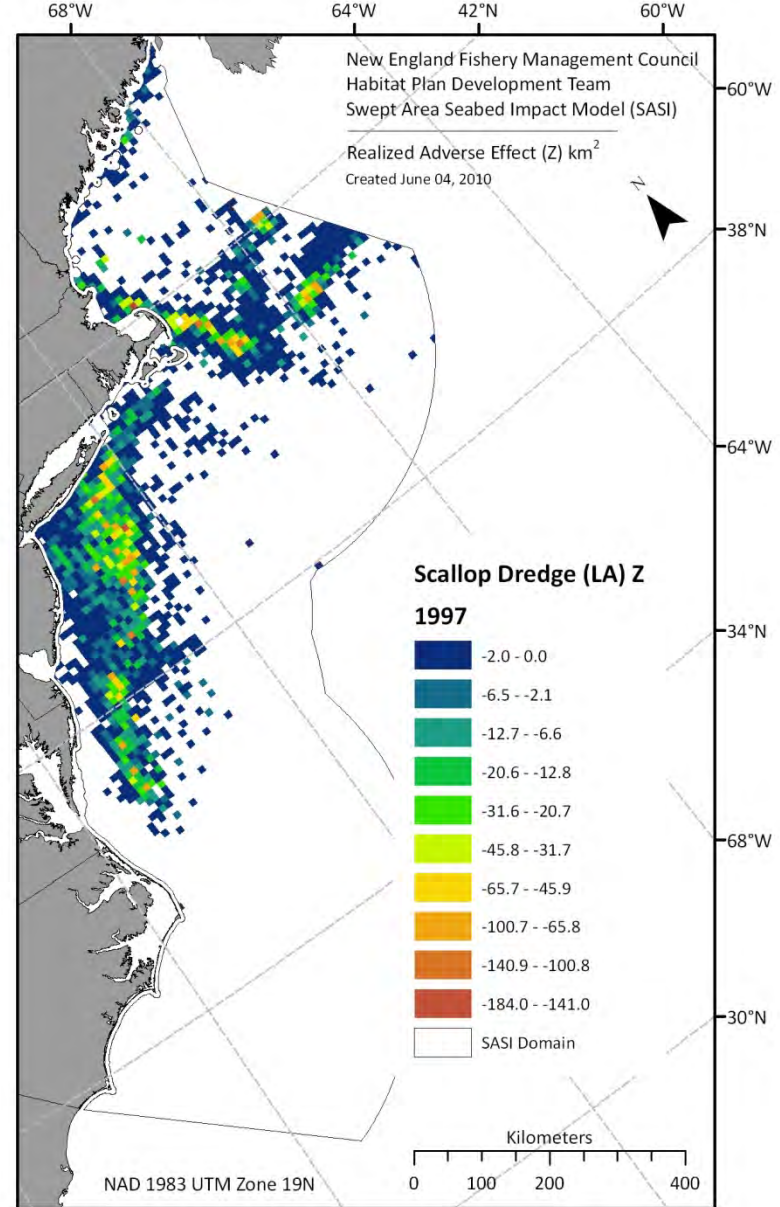 68°W 64°W 42°N 60°W
New England Fishery Management Council
Habitat Plan Development Team
Swept Area Seabed Impact Model (SASI)
Realized Adverse Effect (Z) km²
Created June 04, 2010
N
60°W
38°N
64°W
34°N
68°W
30°N
Scallop Dredge (LA) Z
1997
-2.0 - 0.0
-6.5 - -2.1
-12.7 - -6.6
-20.6 - -12.8
-31.6 - -20.7
-45.8 - -31.7
-65.7 - -45.9
-100.7 - -65.8
-140.9 - -100.8
-184.0 - -141.0
SASI Domain
Kilometers
0 100 200 400
NAD 1983 UTM Zone 19N